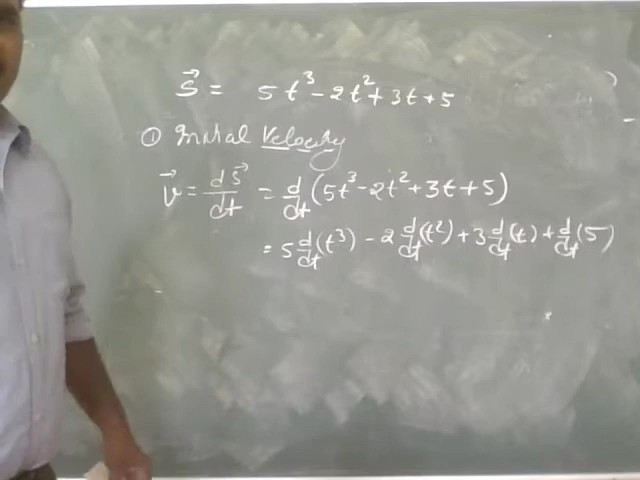 s⃗ = 5t³ - 2t² + 3t + 5
① Initial Velocity
v⃗ = ds⃗/dt = d/dt (5t³ - 2t² + 3t + 5)
= 5 d/dt (t³) - 2 d/dt (t²) + 3 d/dt (t) + d/dt (5)